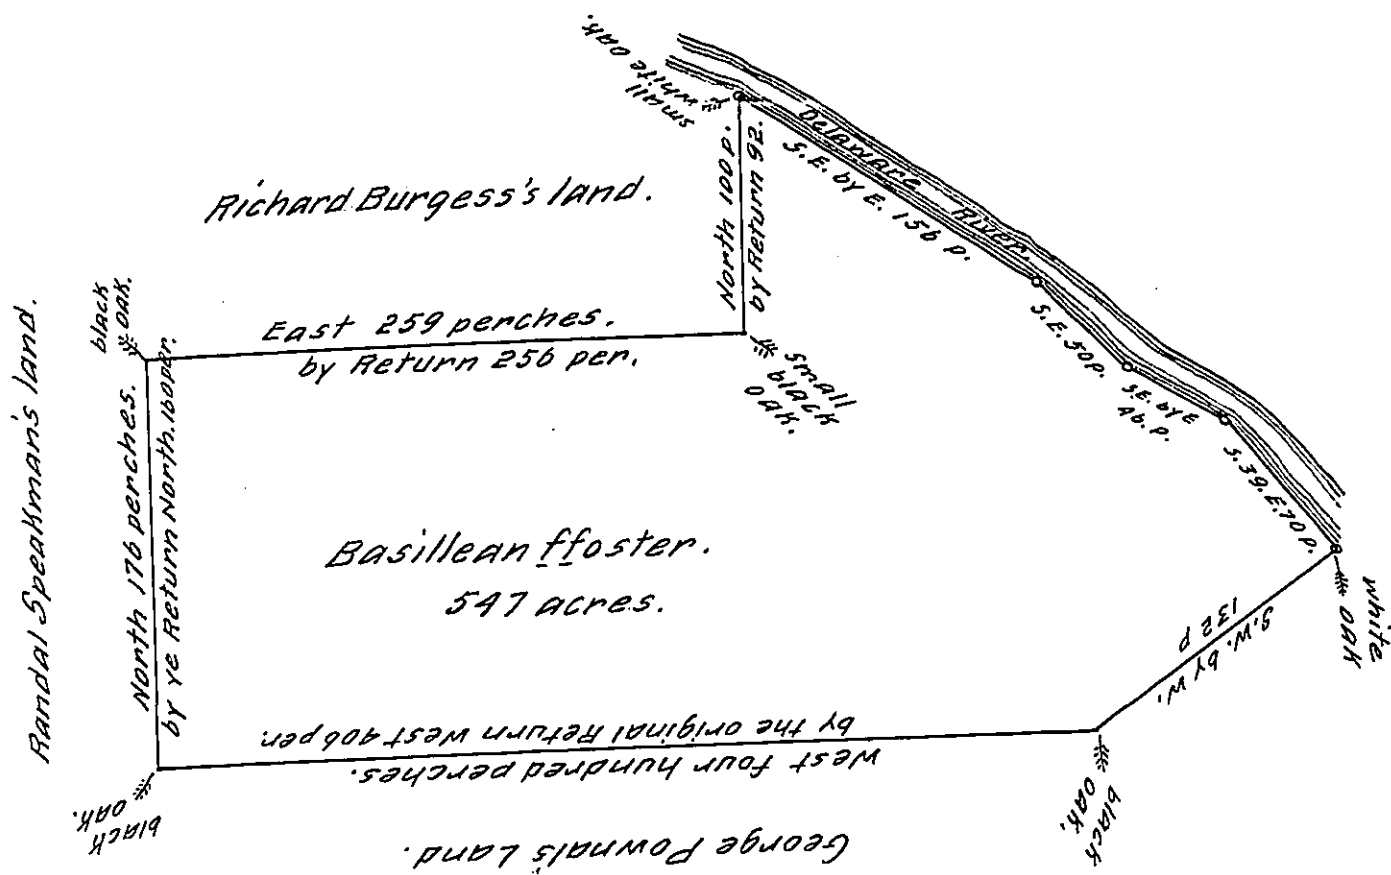 small
white oak.
Delaware River.
S.E. by E. 156 p.
Richard Burgess's land.
North 100 p.
by Return 92.
black
oak.
East 259 perches.
by Return 256 per.
small
black
oak.
S.E. 50 p.
S.E. by E
46. p.
S. 39. E. 70 p.
Randal Speakman's land.
North 176 perches.
by ye Return North. 160 per.
Basillean ffoster.
547 acres.
white
oak
S.W. by W.
132 p
West four hundred perches.
by the original Return West 406 per.
black
oak.
black
oak.
George Pownal's Land.